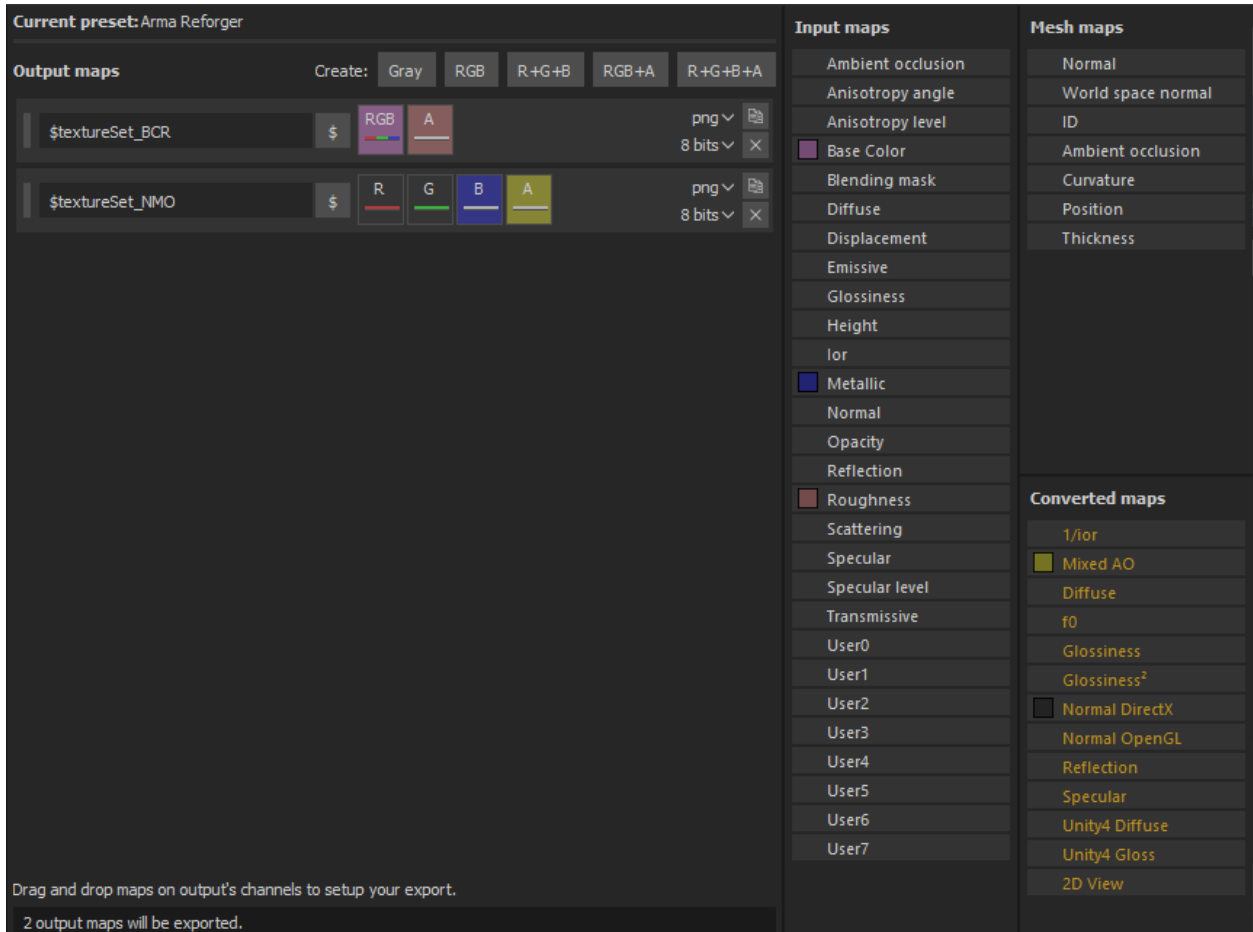 Current preset: Arma Reforger
Output maps
Create: Gray RGB R+G+B RGB+A R+G+B+A
$textureSet_BCR $ RGB A png 8 bits
$textureSet_NMO $ R G B A png 8 bits
Drag and drop maps on output's channels to setup your export.
2 output maps will be exported.
Input maps
Ambient occlusion
Anisotropy angle
Anisotropy level
Base Color
Blending mask
Diffuse
Displacement
Emissive
Glossiness
Height
Ior
Metallic
Normal
Opacity
Reflection
Roughness
Scattering
Specular
Specular level
Transmissive
User0
User1
User2
User3
User4
User5
User6
User7
Mesh maps
Normal
World space normal
ID
Ambient occlusion
Curvature
Position
Thickness
Converted maps
1/ior
Mixed AO
Diffuse
f0
Glossiness
Glossiness²
Normal DirectX
Normal OpenGL
Reflection
Specular
Unity4 Diffuse
Unity4 Gloss
2D View